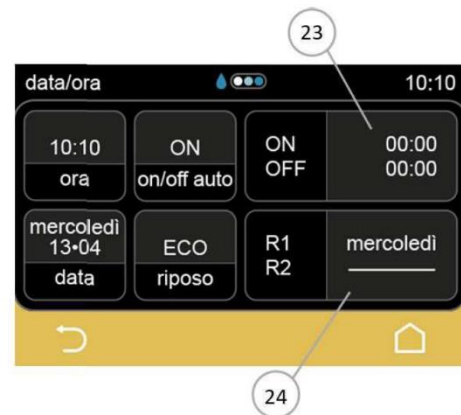 23
data/ora
10:10
10:10
ora
ON
on/off auto
ON 00:00
OFF 00:00
mercoledì
13•04
data
ECO
riposo
R1 mercoledì
R2
24